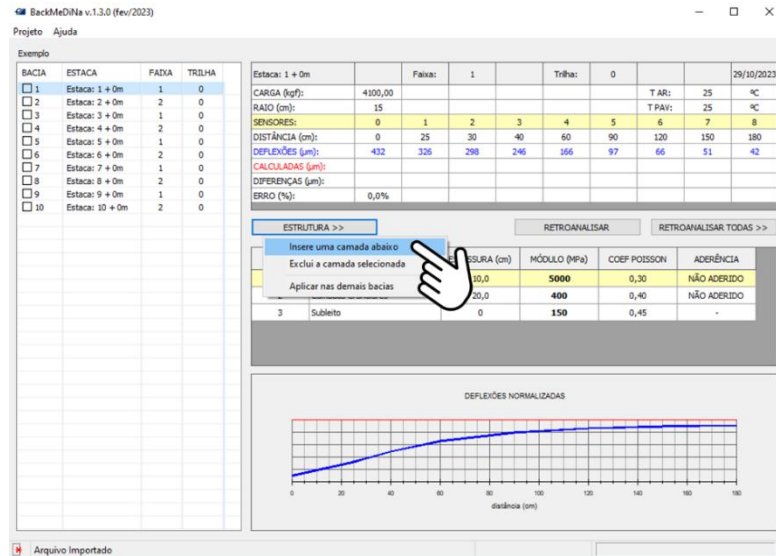 BackMeDiNa v.1.3.0 (fev/2023)
Projeto Ajuda
Exemplo
BACIA ESTACA FAIXA TRILHA
1 Estaca: 1 + 0m 1 0
2 Estaca: 2 + 0m 2 0
3 Estaca: 3 + 0m 1 0
4 Estaca: 4 + 0m 2 0
5 Estaca: 5 + 0m 1 0
6 Estaca: 6 + 0m 2 0
7 Estaca: 7 + 0m 1 0
8 Estaca: 8 + 0m 2 0
9 Estaca: 9 + 0m 1 0
10 Estaca: 10 + 0m 2 0
Estaca: 1 + 0m Faixa: 1 Trilha: 0 29/10/2023
CARGA (kgf): 4100,00 T AR: 25 ºC
RAIO (cm): 15 T PAV: 25 ºC
SENSORES: 0 1 2 3 4 5 6 7 8
DISTÂNCIA (cm): 0 25 30 40 60 90 120 150 180
DEFLEXÕES (μm): 432 326 298 246 166 97 66 51 42
CALCULADAS (μm):
DIFERENÇAS (μm):
ERRO (%): 0,0%
ESTRUTURA >> RETROANALISAR RETROANALISAR TODAS >>
Insere uma camada abaixo
Exclui a camada selecionada
Aplicar nas demais bacias
(cm) MÓDULO (MPa) COEF POISSON ADERÊNCIA
10,0 5000 0,30 NÃO ADERIDO
20,0 400 0,40 NÃO ADERIDO
3 Subleito 0 150 0,45 -
DEFLEXÕES NORMALIZADAS
0 20 40 60 80 100 120 140 160 180
distância (cm)
Arquivo Importado